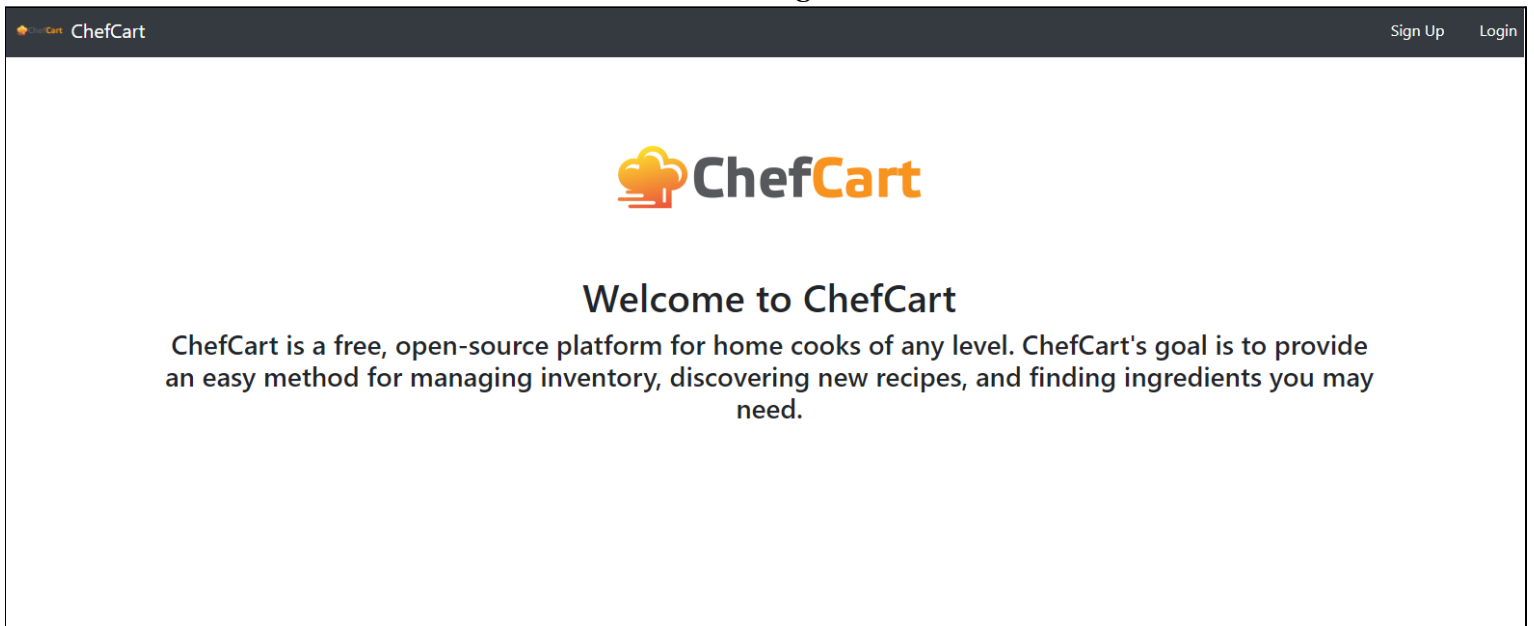 ChefCart ChefCart Sign Up Login
ChefCart
Welcome to ChefCart
ChefCart is a free, open-source platform for home cooks of any level. ChefCart's goal is to provide
an easy method for managing inventory, discovering new recipes, and finding ingredients you may
need.